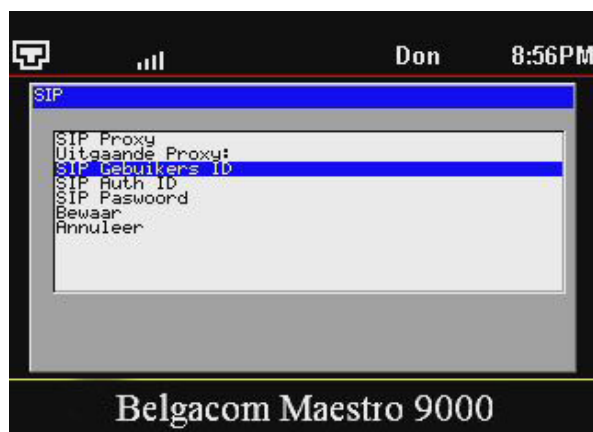 Don 8:56PM
SIP
SIP Proxy
Uitgaande Proxy:
SIP Gebuikers ID
SIP Auth ID
SIP Paswoord
Bewaar
Annuleer
Belgacom Maestro 9000